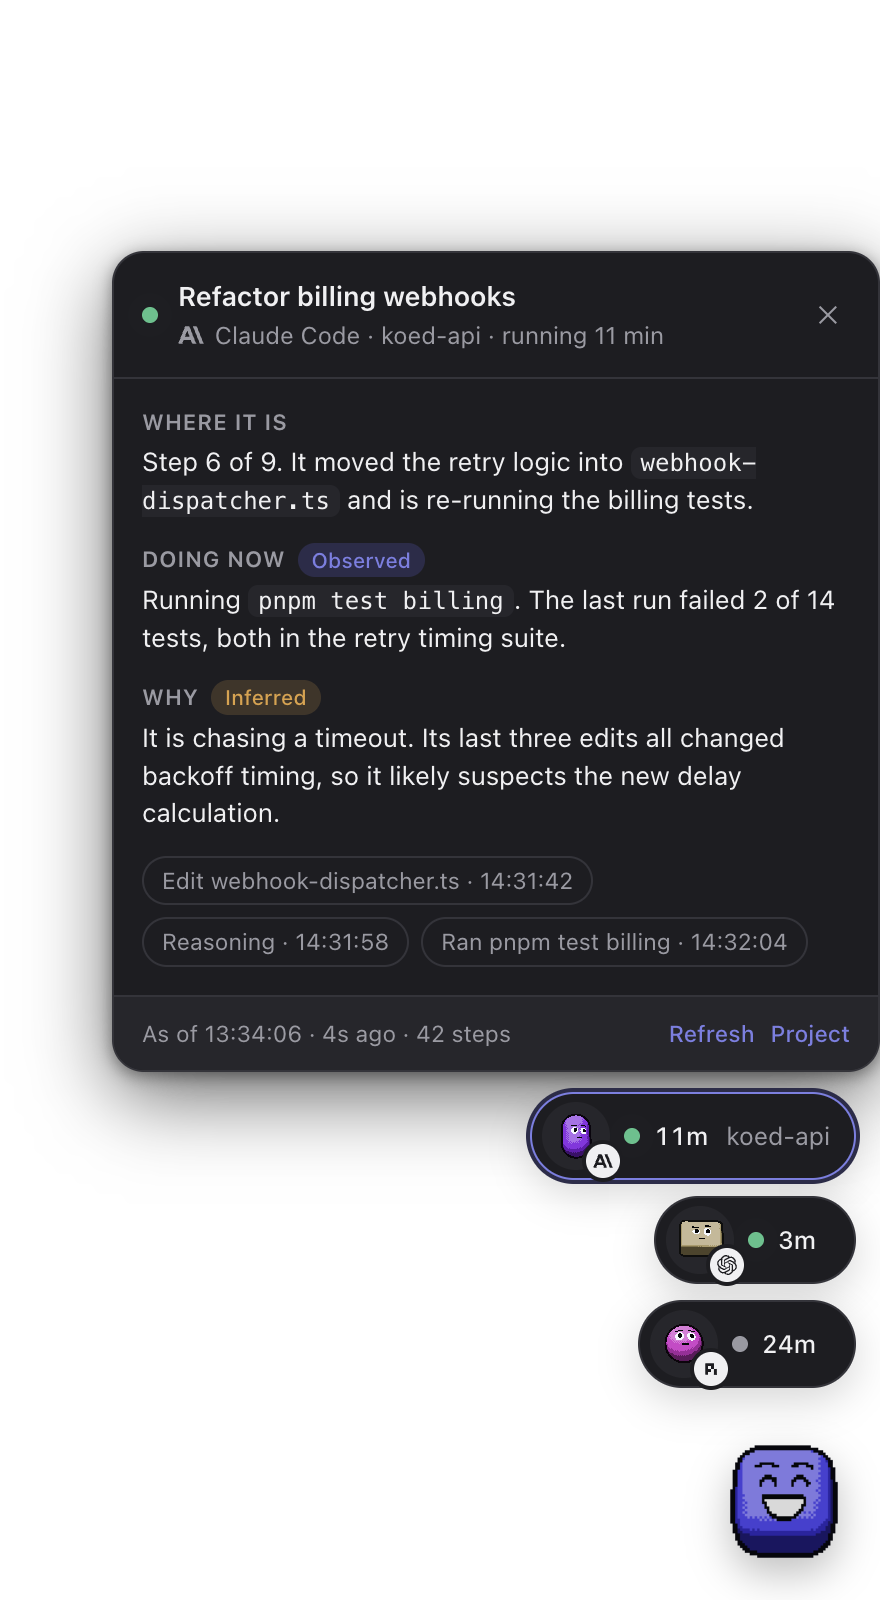 Refactor billing webhooks
Claude Code · koed-api · running 11 min
WHERE IT IS
Step 6 of 9. It moved the retry logic into webhook-
dispatcher.ts and is re-running the billing tests.
DOING NOW Observed
Running pnpm test billing. The last run failed 2 of 14
tests, both in the retry timing suite.
WHY Inferred
It is chasing a timeout. Its last three edits all changed
backoff timing, so it likely suspects the new delay
calculation.
Edit webhook-dispatcher.ts · 14:31:42
Reasoning · 14:31:58 Ran pnpm test billing · 14:32:04
As of 13:34:06 · 4s ago · 42 steps Refresh Project
11m koed-api
3m
24m